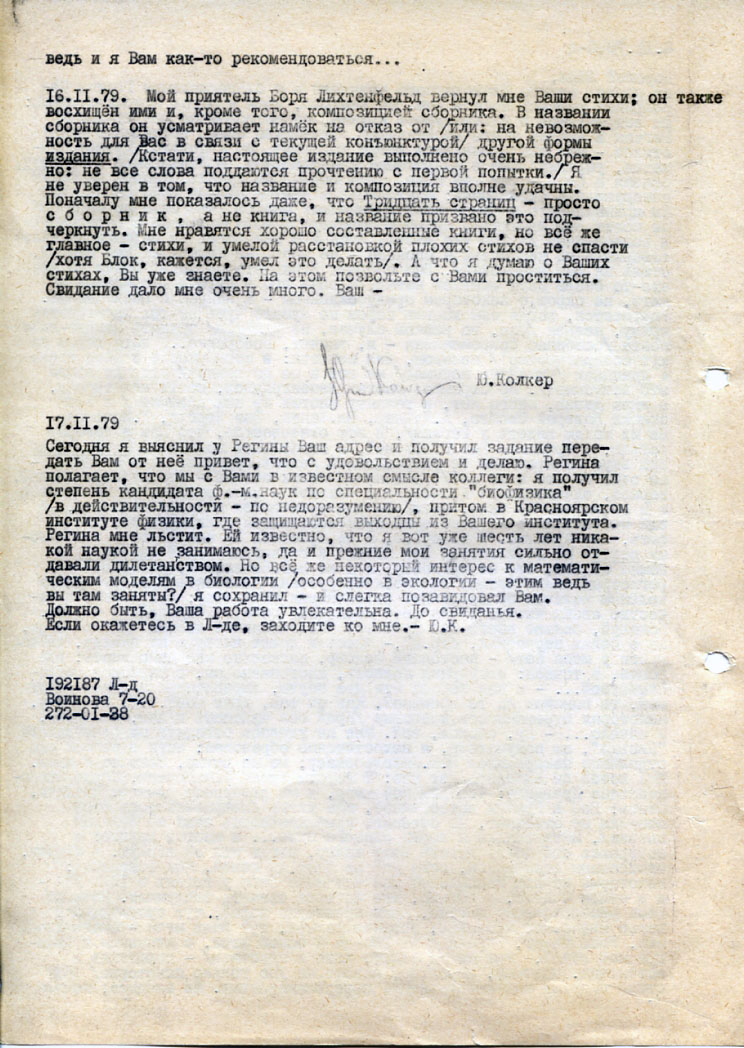 ведь и я Вам как-то рекомендоваться...
16.II.79. Мой приятель Боря Лихтенфельд вернул мне Ваши стихи; он также
восхищён ими и, кроме того, композицией сборника. В названии
сборника он усматривает намёк на отказ от /или: на невозмож-
ность для Вас в связи с текущей конъюнктурой/ другой формы
издания. /Кстати, настоящее издание выполнено очень небреж-
но: не все слова поддаются прочтению с первой попытки./ Я
не уверен в том, что название и композиция вполне удачны.
Поначалу мне показалось даже, что Тридцать страниц - просто
с б о р н и к , а не книга, и название призвано это под-
черкнуть. Мне нравятся хорошо составленные книги, но всё же
главное - стихи, и умелой расстановкой плохих стихов не спасти
/хотя Блок, кажется, умел это делать/. А что я думаю о Ваших
стихах, Вы уже знаете. На этом позвольте с Вами проститься.
Свидание дало мне очень много. Ваш -
Ю.Колкер
17.II.79
Сегодня я выяснил у Регины Ваш адрес и получил задание пере-
дать Вам от неё привет, что с удовольствием и делаю. Регина
полагает, что мы с Вами в известном смысле коллеги: я получил
степень кандидата ф.-м.наук по специальности "биофизика"
/в действительности - по недоразумению/, притом в Красноярском
институте физики, где защищаются выходцы из Вашего института.
Регина мне льстит. Ей известно, что я вот уже шесть лет ника-
кой наукой не занимаюсь, да и прежние мои занятия сильно от-
давали дилетанством. Но всё же некоторый интерес к математи-
ческим моделям в биологии /особенно в экологии - этим ведь
вы там заняты?/ я сохранил - и слегка позавидовал Вам.
Должно быть, Ваша работа увлекательна. До свиданья.
Если окажетесь в Л-де, заходите ко мне.- Ю.К.
192187 Л-д
Воинова 7-20
272-01-38